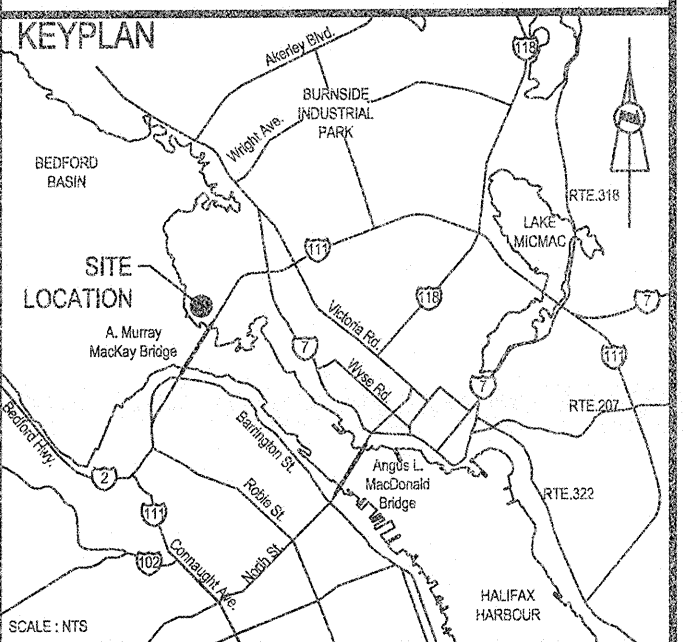 KEYPLAN
Akerley Blvd.
118
BURNSIDE
INDUSTRIAL
PARK
Wright Ave.
BEDFORD
BASIN
RTE.318
LAKE
MICMAC
111
SITE
LOCATION
118
7
A. Murray
MacKay Bridge
Victoria Rd.
7
111
Wyse Rd.
7
RTE.207
Bedford Hwy.
Barrington St.
2
Angus L.
MacDonald
Bridge
Robie St.
RTE.322
111
102
Connaught Ave.
North St.
HALIFAX
HARBOUR
SCALE : NTS